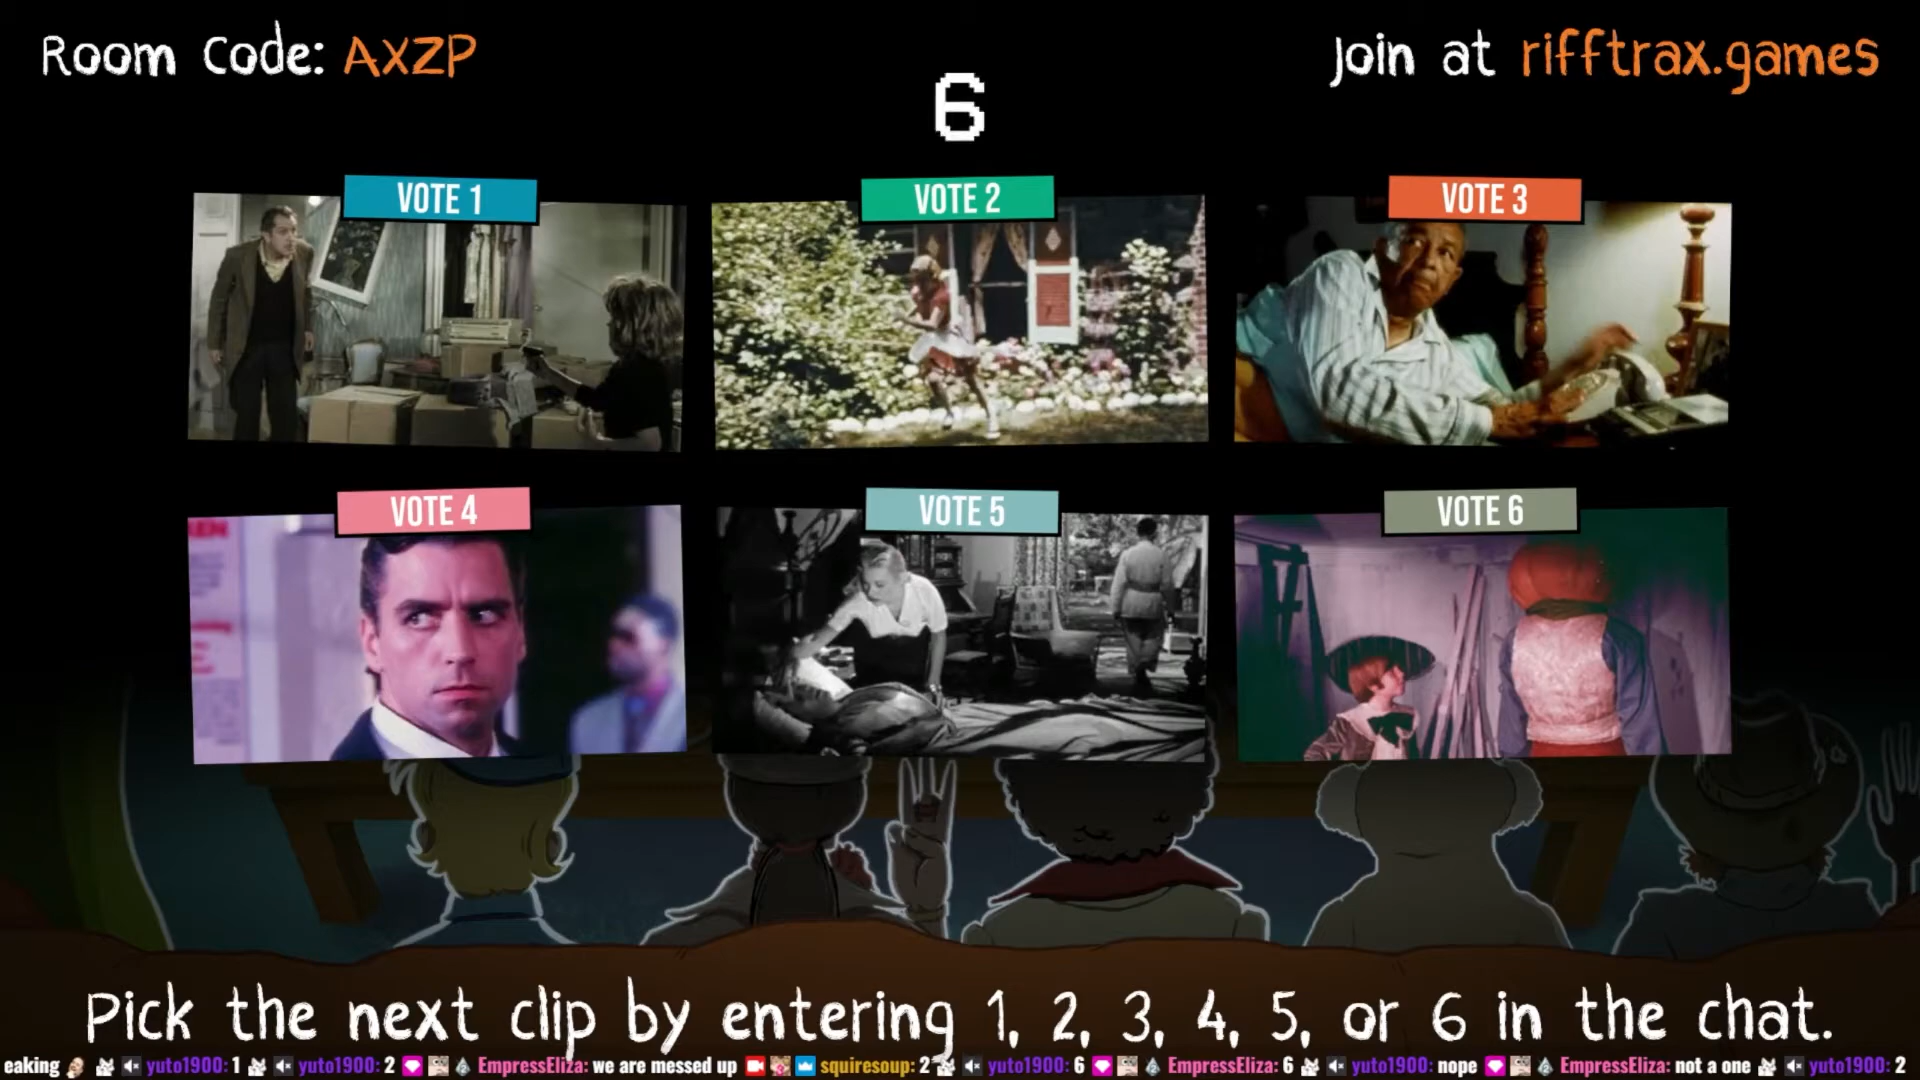 Room Code: AXZP
Join at rifftrax.games
6
VOTE 1
VOTE 2
VOTE 3
VOTE 4
VOTE 5
VOTE 6
Pick the next clip by entering 1, 2, 3, 4, 5, or 6 in the chat.
eaking yuto1900: 1 yuto1900: 2 EmpressEliza: we are messed up squiresoup: 2 yuto1900: 6 EmpressEliza: 6 yuto1900: nope EmpressEliza: not a one yuto1900: 2